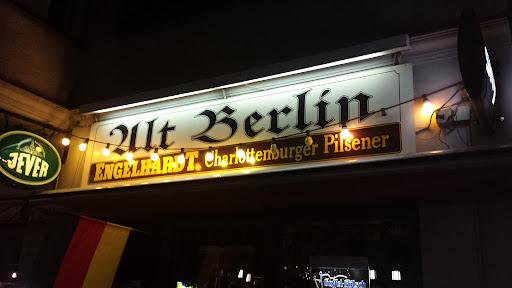 Alt Berlin
ENGELHARDT. Charlottenburger Pilsener
JEVER